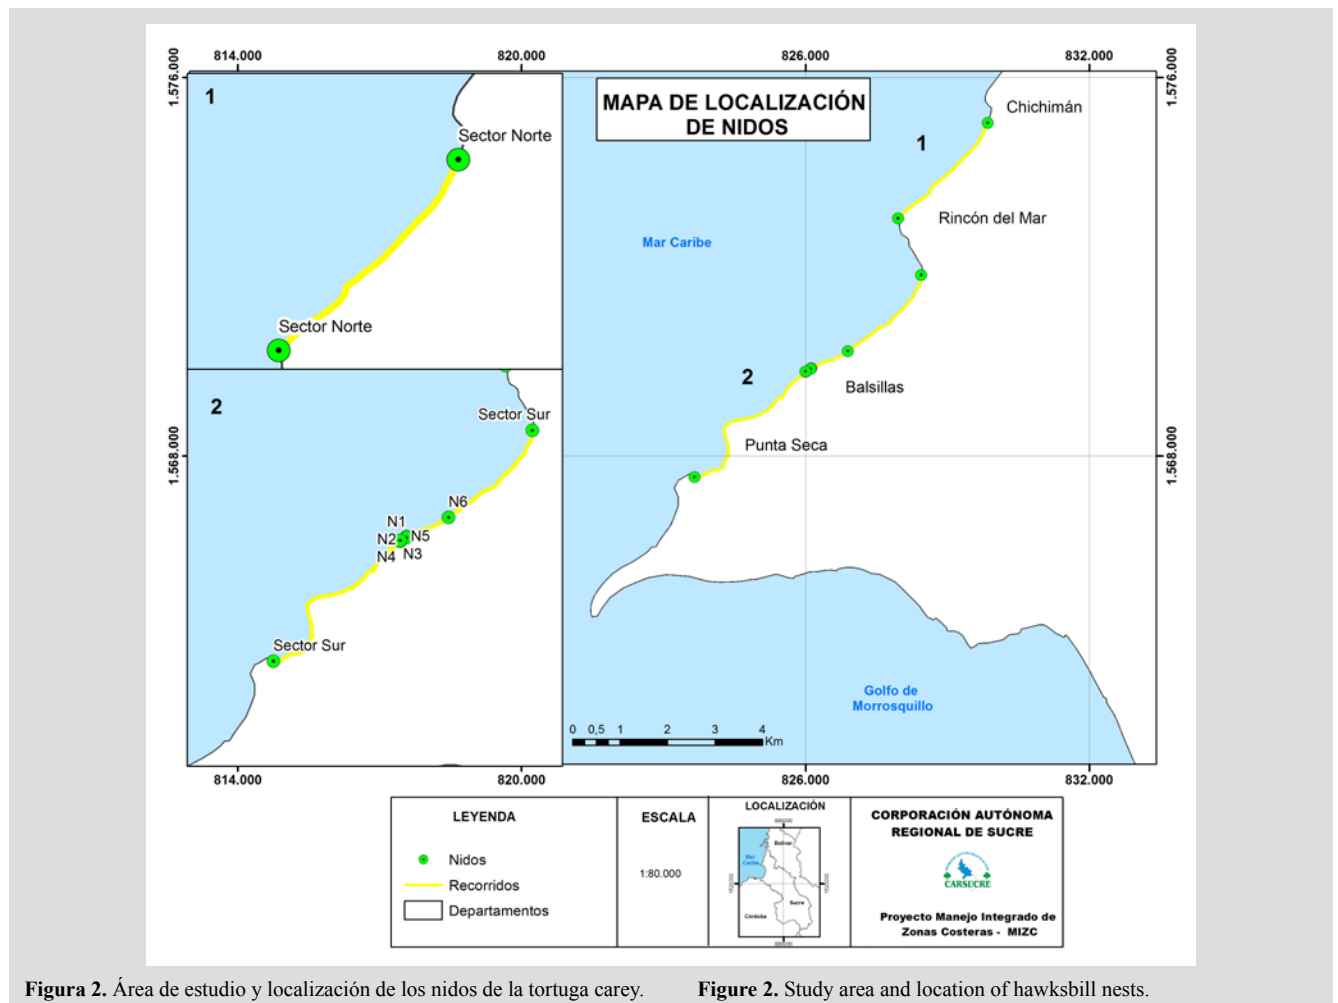 814.000
820.000
826.000
832.000
1.576.000
1.576.000
1
Sector Norte
Sector Norte
MAPA DE LOCALIZACIÓN
DE NIDOS
Chichimán
1
Rincón del Mar
Mar Caribe
2
Balsillas
Punta Seca
2
Sector Sur
N6
N1
N2
N5
N4
N3
Sector Sur
1.568.000
1.568.000
Golfo de
Morrosquillo
0 0,5 1 2 3 4
Km
814.000
820.000
826.000
832.000
LEYENDA
Nidos
Recorridos
Departamentos
ESCALA
1:80.000
LOCALIZACIÓN
Bolívar
Mar
Caribe
Sucre
Córdoba
CORPORACIÓN AUTÓNOMA
REGIONAL DE SUCRE
CARSUCRE
Proyecto Manejo Integrado de
Zonas Costeras - MIZC
Figura 2. Área de estudio y localización de los nidos de la tortuga carey.
Figure 2. Study area and location of hawksbill nests.